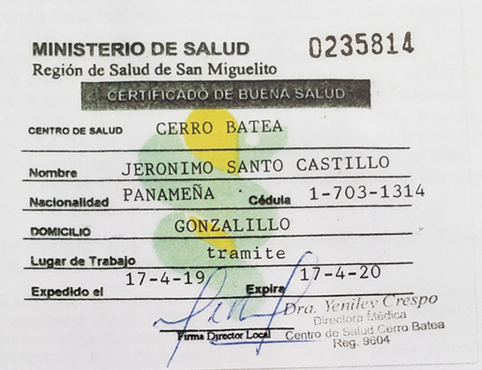 MINISTERIO DE SALUD 0235814
Región de Salud de San Miguelito
CERTIFICADO DE BUENA SALUD
CENTRO DE SALUD CERRO BATEA
Nombre JERONIMO SANTO CASTILLO
Nacionalidad PANAMEÑA Cédula 1-703-1314
DOMICILIO GONZALILLO
Lugar de Trabajo tramite
Expedido el 17-4-19 Expira 17-4-20
Dra. Yenilex Crespo
Directora Médica
Firma Director Local Centro de Salud Cerro Batea
Reg. 9604